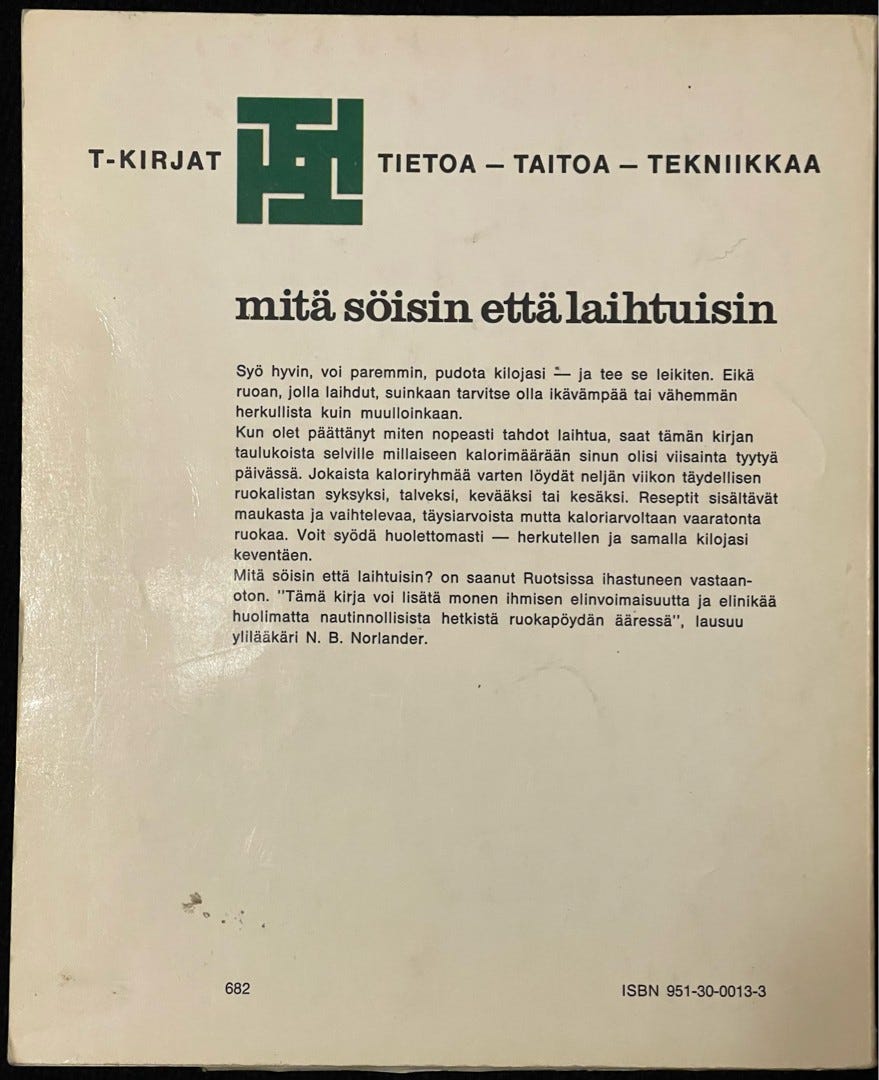 T-KIRJAT TIETOA — TAITOA — TEKNIIKKAA
mitä söisin että laihtuisin
Syö hyvin, voi paremmin, pudota kilojasi — ja tee se leikiten. Eikä
ruoan, jolla laihdut, suinkaan tarvitse olla ikävämpää tai vähemmän
herkullista kuin muulloinkaan.
Kun olet päättänyt miten nopeasti tahdot laihtua, saat tämän kirjan
taulukoista selville millaiseen kalorimäärään sinun olisi viisainta tyytyä
päivässä. Jokaista kaloriryhmää varten löydät neljän viikon täydellisen
ruokalistan syksyksi, talveksi, kevääksi tai kesäksi. Reseptit sisältävät
maukasta ja vaihtelevaa, täysiarvoista mutta kaloriarvoltaan vaaratonta
ruokaa. Voit syödä huolettomasti — herkutellen ja samalla kilojasi
keventäen.
Mitä söisin että laihtuisin? on saanut Ruotsissa ihastuneen vastaan-
oton. "Tämä kirja voi lisätä monen ihmisen elinvoimaisuutta ja elinikää
huolimatta nautinnollisista hetkistä ruokapöydän ääressä", lausuu
ylilääkäri N. B. Norlander.
682 ISBN 951-30-0013-3